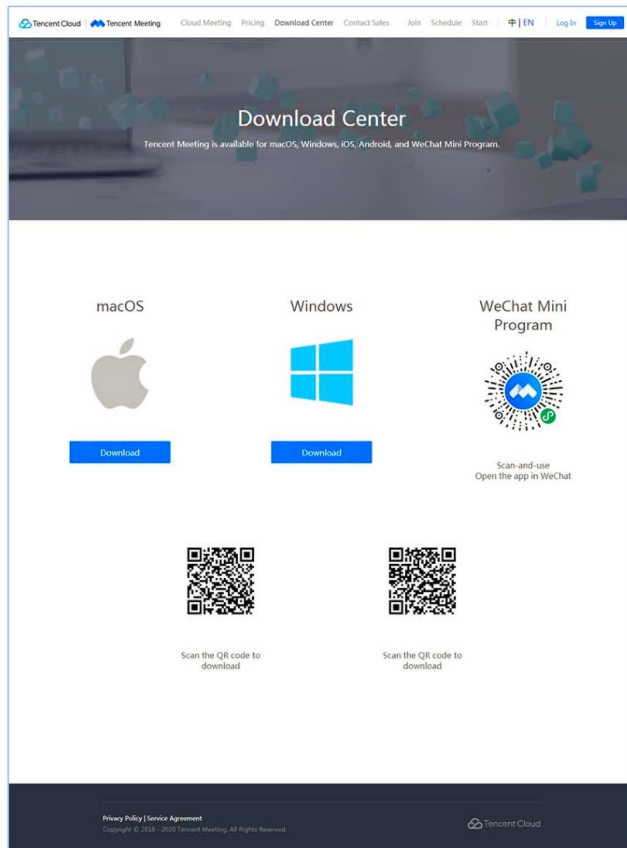 Tencent Cloud | Tencent Meeting Cloud Meeting Pricing Download Center Contact Sales Join Schedule Start 中 | EN Log In Sign Up
Download Center
Tencent Meeting is available for macOS, Windows, iOS, Android, and WeChat Mini Program.
macOS
Windows
WeChat Mini
Program
Download
Download
Scan-and-use
Open the app in WeChat
Scan the QR code to
download
Scan the QR code to
download
Privacy Policy | Service Agreement
Copyright © 2018 - 2020 Tencent Meeting. All Rights Reserved.
Tencent Cloud